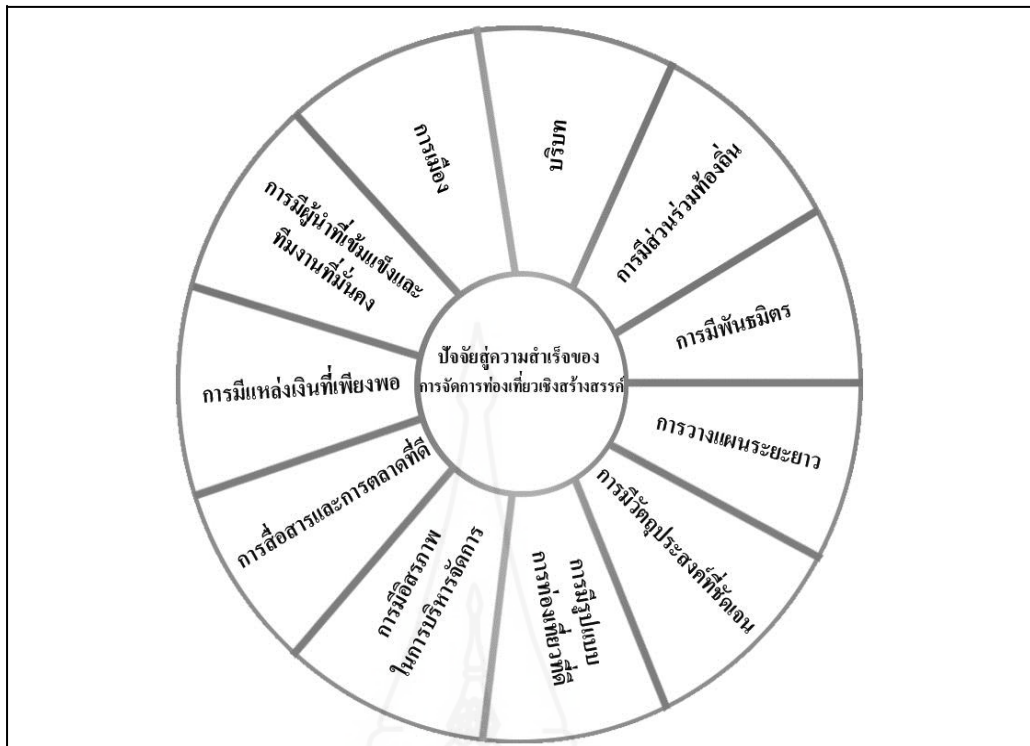 ปัจจัยสู่ความสำเร็จของ
การจัดการท่องเที่ยวเชิงสร้างสรรค์
บริบท
การมีส่วนร่วมท้องถิ่น
การมีพันธมิตร
การวางแผนระยะยาว
การมีวัตถุประสงค์ที่ชัดเจน
การมีรูปแบบ
การท่องเที่ยวที่ดี
การมีอิสรภาพ
ในการบริหารจัดการ
การสื่อสารและการตลาดที่ดี
การมีแหล่งเงินที่เพียงพอ
การมีผู้นำที่เข้มแข็งและ
ทีมงานที่มั่นคง
การเมือง